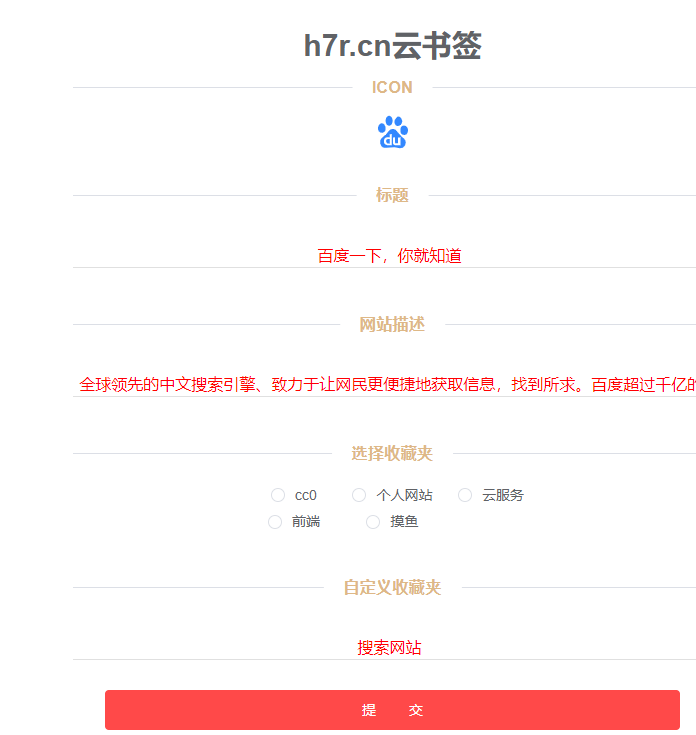 h7r.cn云书签
ICON
du
标题
百度一下，你就知道
网站描述
全球领先的中文搜索引擎、致力于让网民更便捷地获取信息，找到所求。百度超过千亿的
选择收藏夹
cc0 个人网站 云服务
前端 摸鱼
自定义收藏夹
搜索网站
提 交